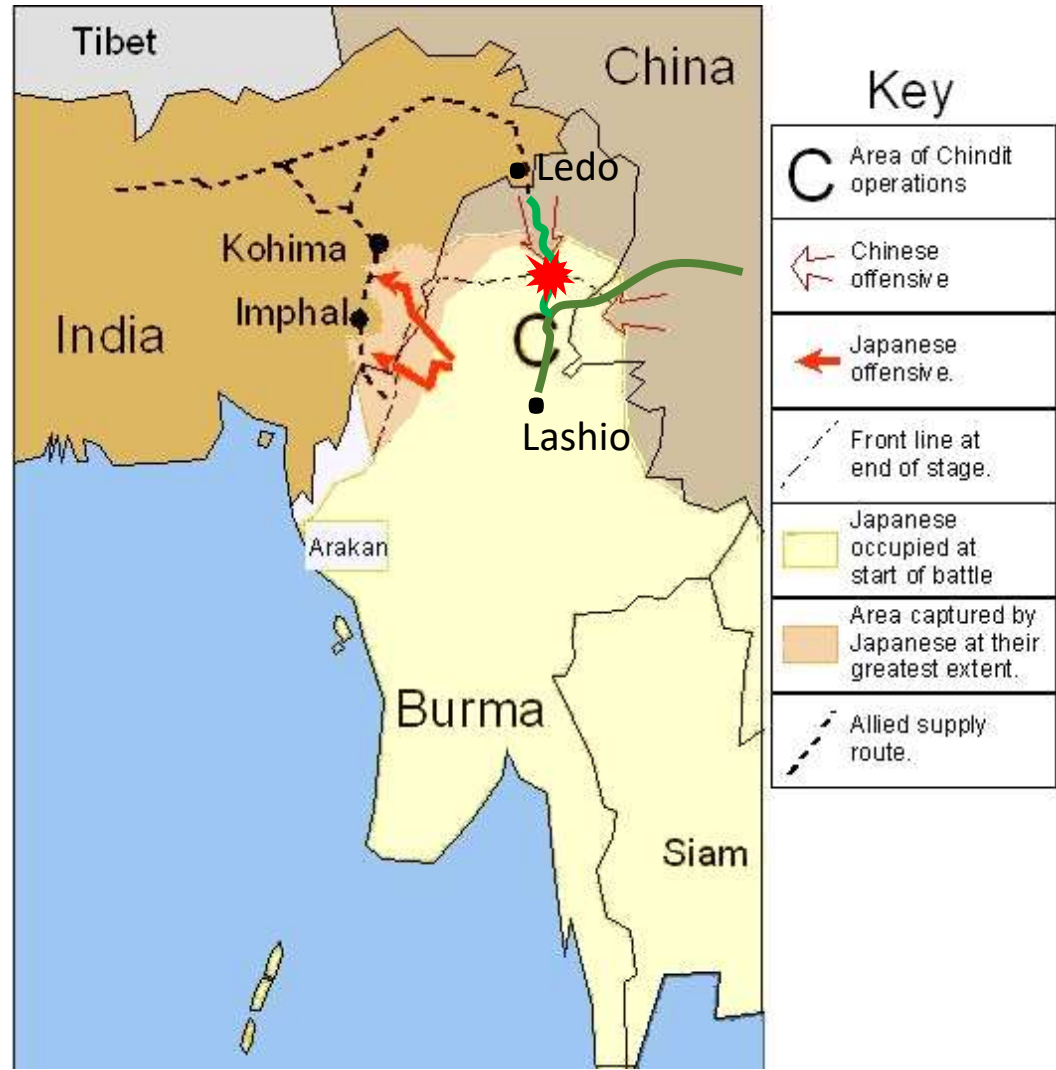 Tibet
China
Ledo
Kohima
Imphal
India
C
Lashio
Arakan
Burma
Siam
Key
C
Area of Chindit
operations
Chinese
offensive
Japanese
offensive.
Front line at
end of stage.
Japanese
occupied at
start of battle
Area captured by
Japanese at their
greatest extent.
Allied supply
route.